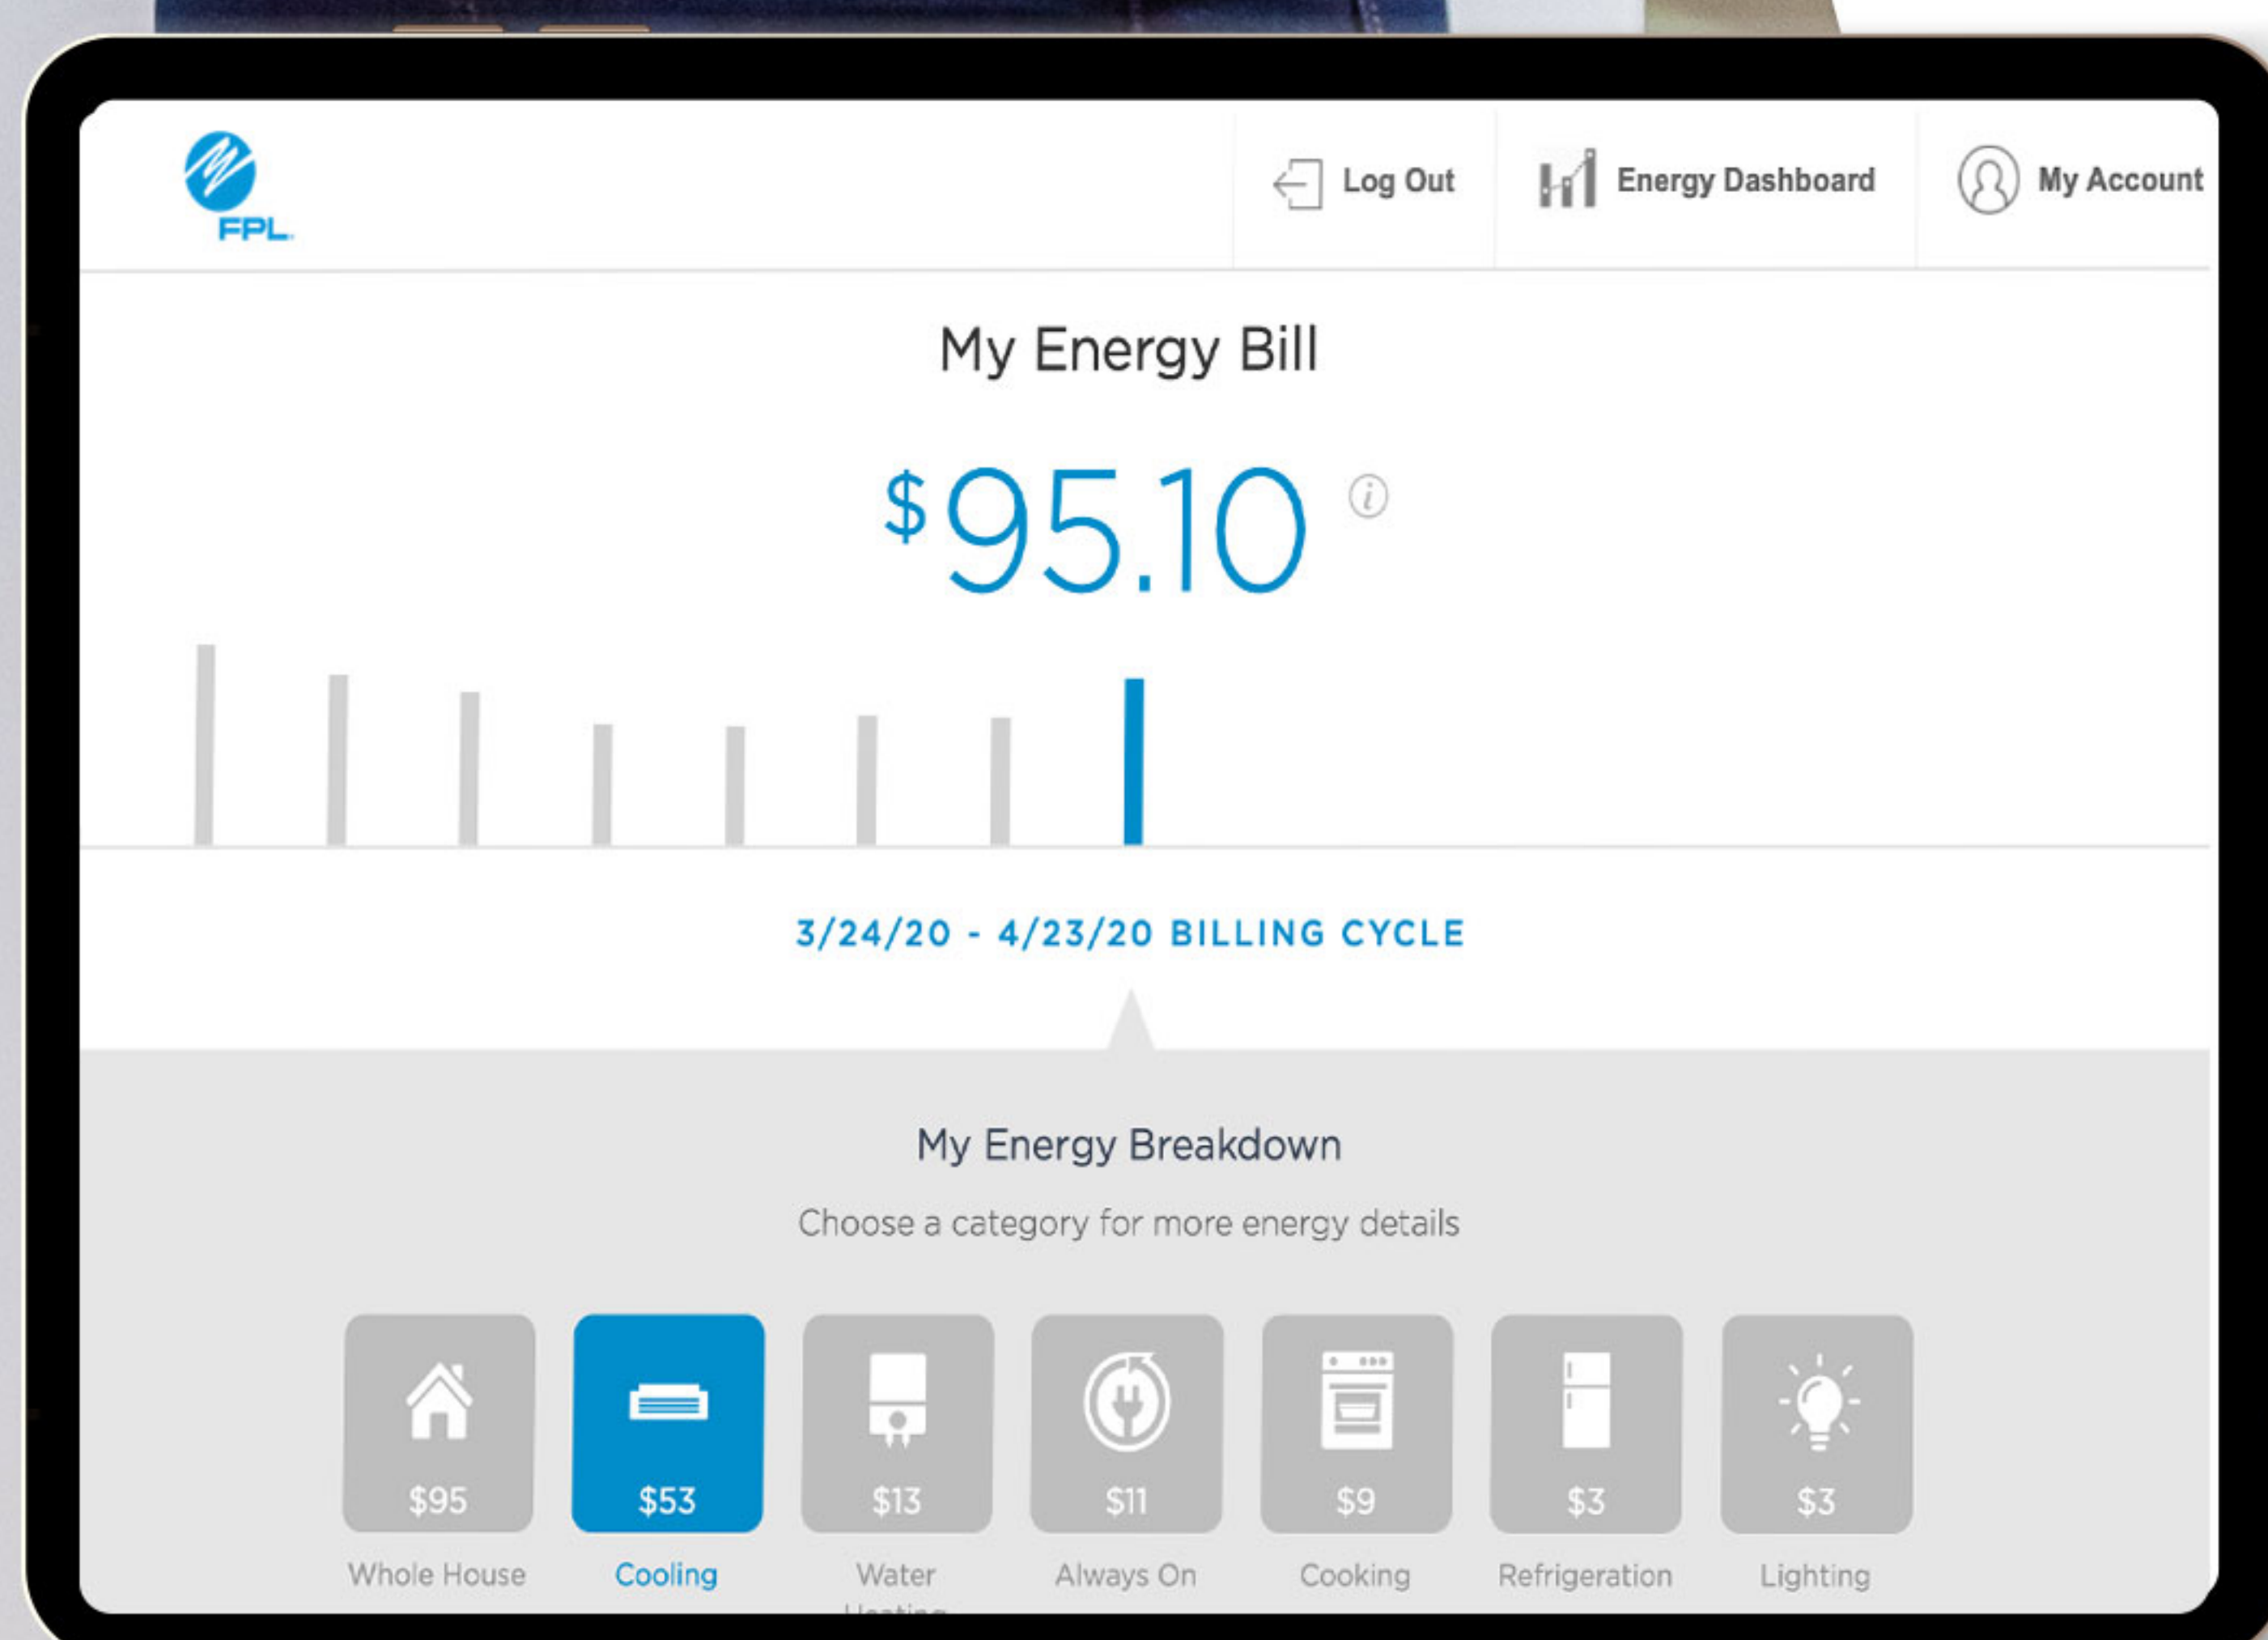 FPL.
Log Out
Energy Dashboard
My Account
My Energy Bill
$95.10
3/24/20 - 4/23/20 BILLING CYCLE
My Energy Breakdown
Choose a category for more energy details
$95
$53
$13
$11
$9
$3
$3
Whole House
Cooling
Water
Always On
Cooking
Refrigeration
Lighting